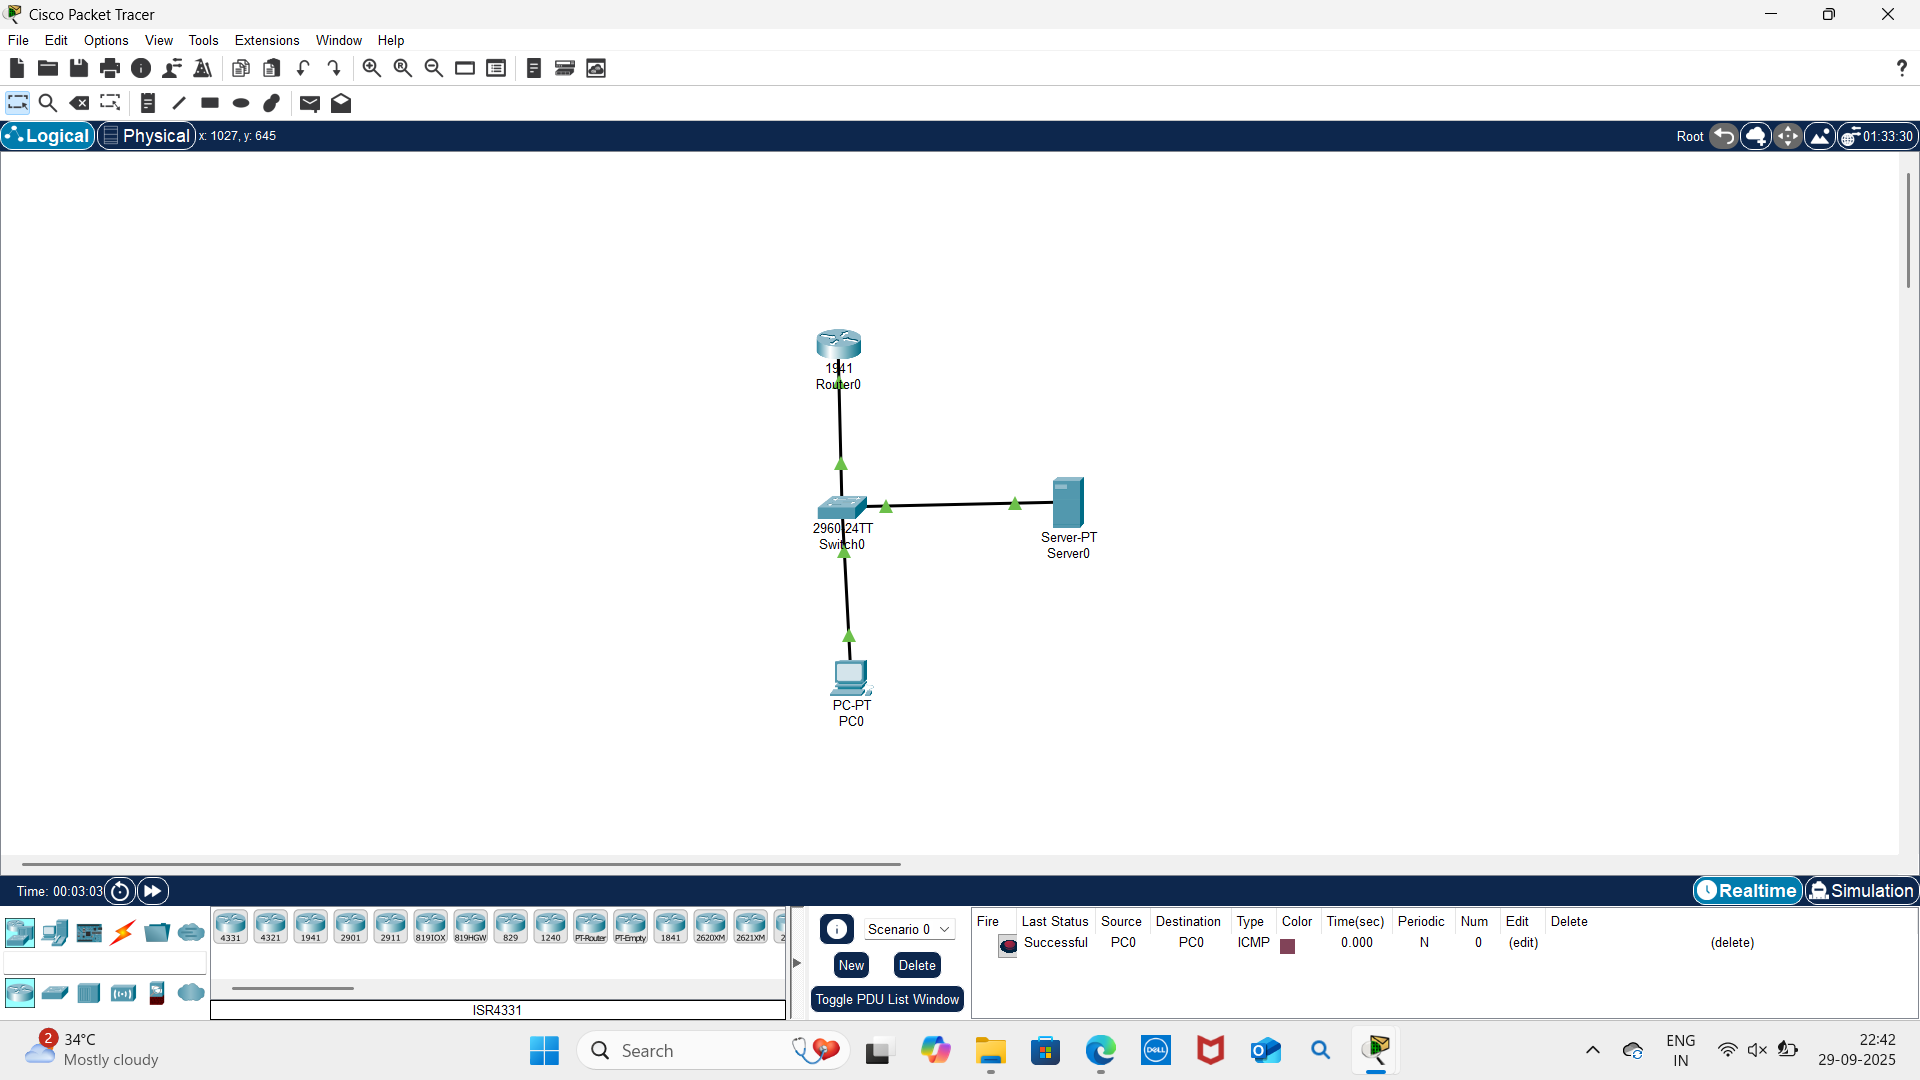 Cisco Packet Tracer
File Edit Options View Tools Extensions Window Help
?
Logical Physical x: 1027, y: 645 Root 01:33:30
1941
Router0
2960-24TT
Switch0
Server-PT
Server0
PC-PT
PC0
Time: 00:03:03 Realtime Simulation
4331 4321 1941 2901 2911 819IOX 819HGW 829 1240 PT-Router PT-Empty 1841 2620XM 2621XM 2
ISR4331
Scenario 0
New Delete
Toggle PDU List Window
Fire Last Status Source Destination Type Color Time(sec) Periodic Num Edit Delete
Successful PC0 PC0 ICMP 0.000 N 0 (edit) (delete)
2 34°C
Mostly cloudy
Search
DELL
ENG
IN
22:42
29-09-2025